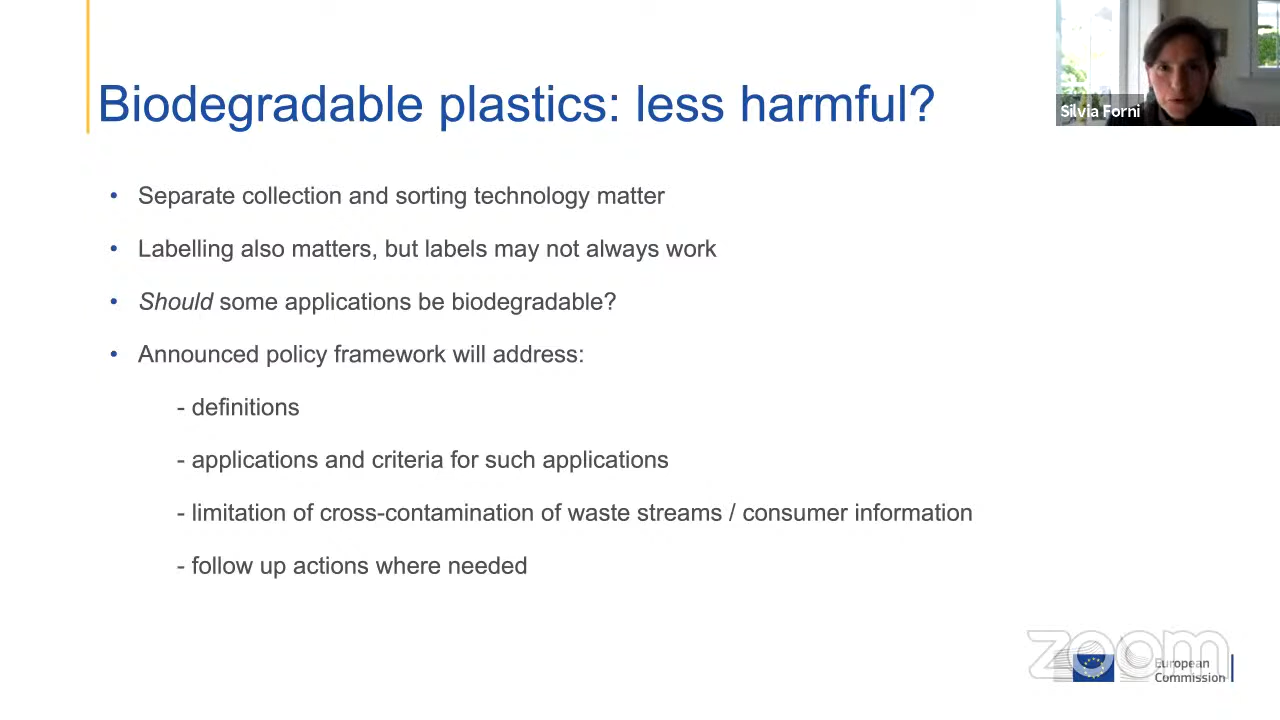 Biodegradable plastics: less harmful?
Silvia Forni
• Separate collection and sorting technology matter
• Labelling also matters, but labels may not always work
• Should some applications be biodegradable?
• Announced policy framework will address:
- definitions
- applications and criteria for such applications
- limitation of cross-contamination of waste streams / consumer information
- follow up actions where needed
zoom
European
Commission